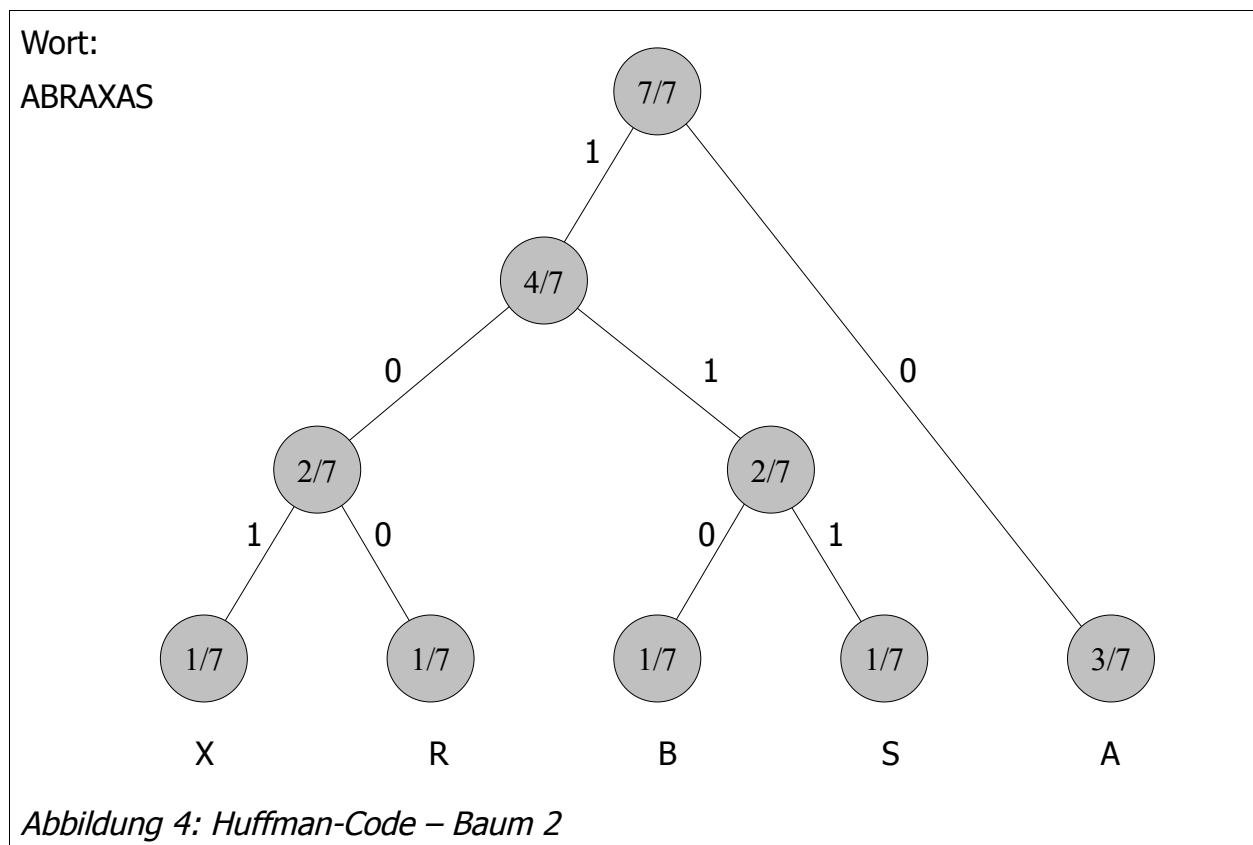 Wort:
ABRAXAS
7/7
1
4/7
0 1 0
2/7 2/7
1 0 0 1
1/7 1/7 1/7 1/7 3/7
X R B S A
Abbildung 4: Huffman-Code – Baum 2